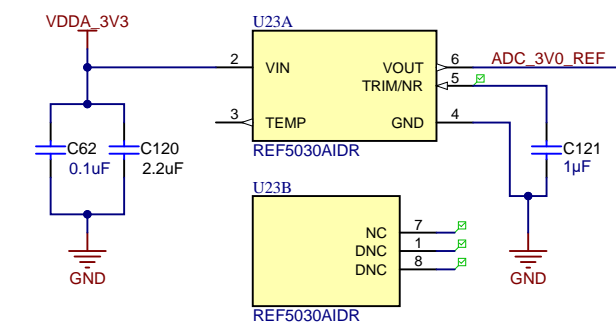 VDDA_3V3
U23A
2 VIN VOUT 6 ADC_3V0_REF
TRIM/NR 5
3 TEMP GND 4
REF5030AIDR
C62
0.1uF
C120
2.2uF
C121
1µF
U23B
NC 7
DNC 1
DNC 8
REF5030AIDR
GND
GND